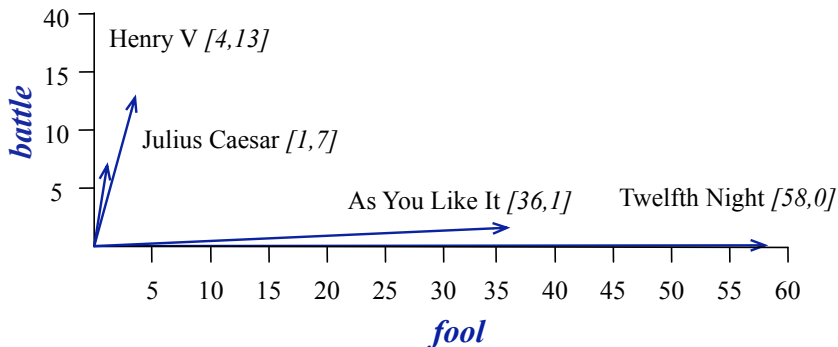 40
Henry V [4,13]
15
battle
10
Julius Caesar [1,7]
5
As You Like It [36,1]
Twelfth Night [58,0]
5 10 15 20 25 30 35 40 45 50 55 60
fool